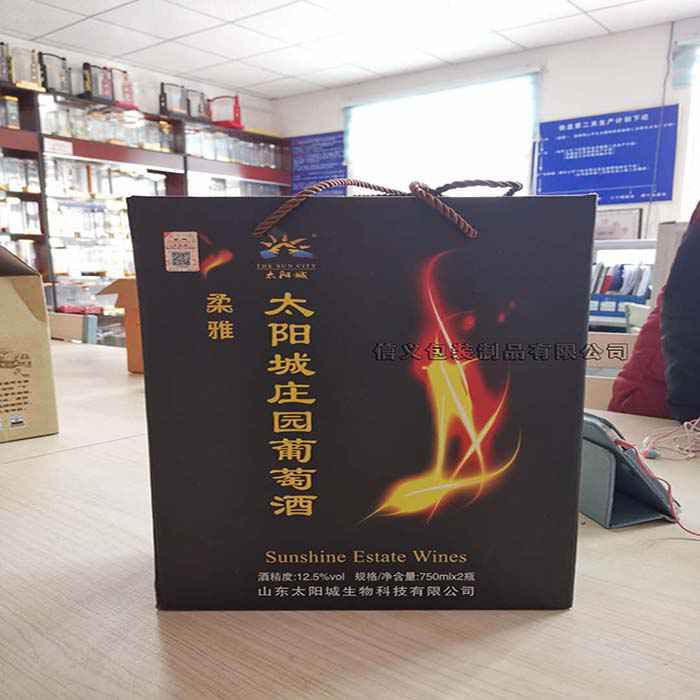 THE SUN CITY
太阳城
柔雅
太阳城庄园葡萄酒
信义包装制品有限公司
Sunshine Estate Wines
酒精度:12.5%vol 规格/净含量:750mlx2瓶
山东太阳城生物科技有限公司